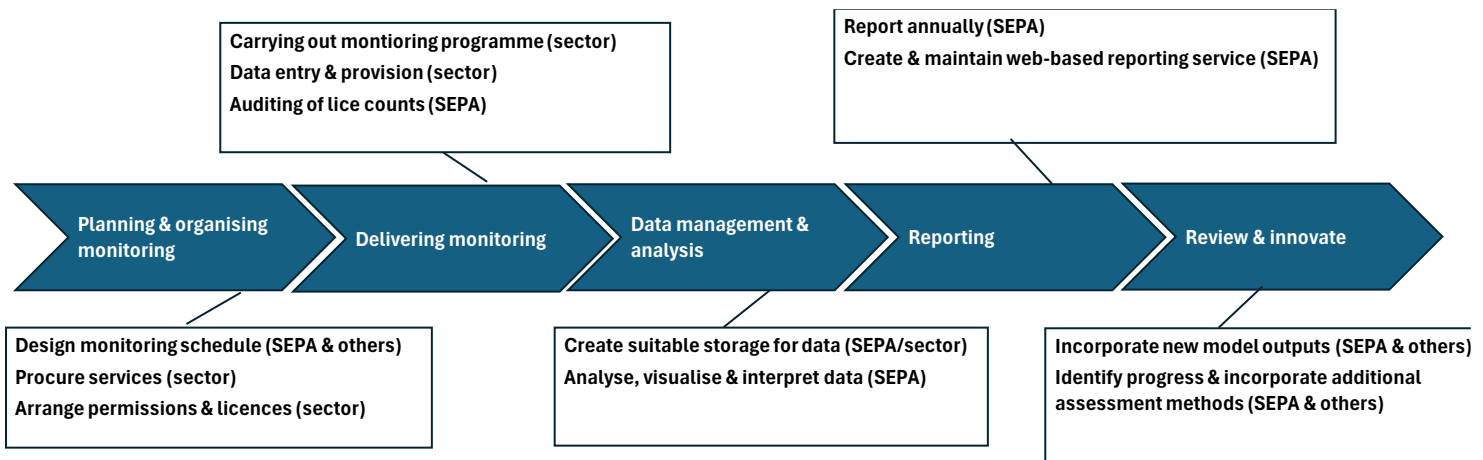 Carrying out montioring programme (sector)
Data entry & provision (sector)
Auditing of lice counts (SEPA)
Report annually (SEPA)
Create & maintain web-based reporting service (SEPA)
Planning & organising
monitoring
Delivering monitoring
Data management &
analysis
Reporting
Review & innovate
Design monitoring schedule (SEPA & others)
Procure services (sector)
Arrange permissions & licences (sector)
Create suitable storage for data (SEPA/sector)
Analyse, visualise & interpret data (SEPA)
Incorporate new model outputs (SEPA & others)
Identify progress & incorporate additional
assessment methods (SEPA & others)